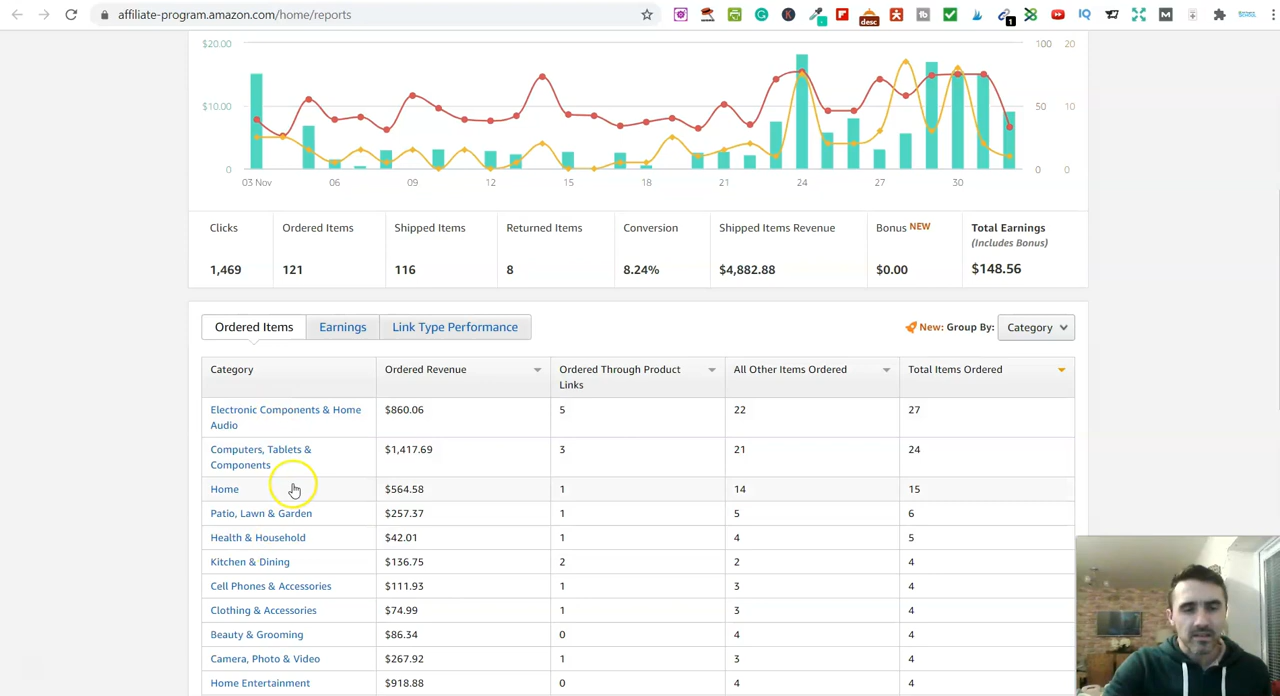 affiliate-program.amazon.com/home/reports
desc
1
$20.00 100 20
$10.00 50 10
0 0 0
03 Nov 06 09 12 15 18 21 24 27 30
Clicks Ordered Items Shipped Items Returned Items Conversion Shipped Items Revenue Bonus NEW Total Earnings
(Includes Bonus)
1,469 121 116 8 8.24% $4,882.88 $0.00 $148.56
Ordered Items Earnings Link Type Performance New: Group By: Category
Category Ordered Revenue Ordered Through Product Links All Other Items Ordered Total Items Ordered
Electronic Components & Home Audio $860.06 5 22 27
Computers, Tablets & Components $1,417.69 3 21 24
Home $564.58 1 14 15
Patio, Lawn & Garden $257.37 1 5 6
Health & Household $42.01 1 4 5
Kitchen & Dining $136.75 2 2 4
Cell Phones & Accessories $111.93 1 3 4
Clothing & Accessories $74.99 1 3 4
Beauty & Grooming $86.34 0 4 4
Camera, Photo & Video $267.92 1 3 4
Home Entertainment $918.88 0 4 4